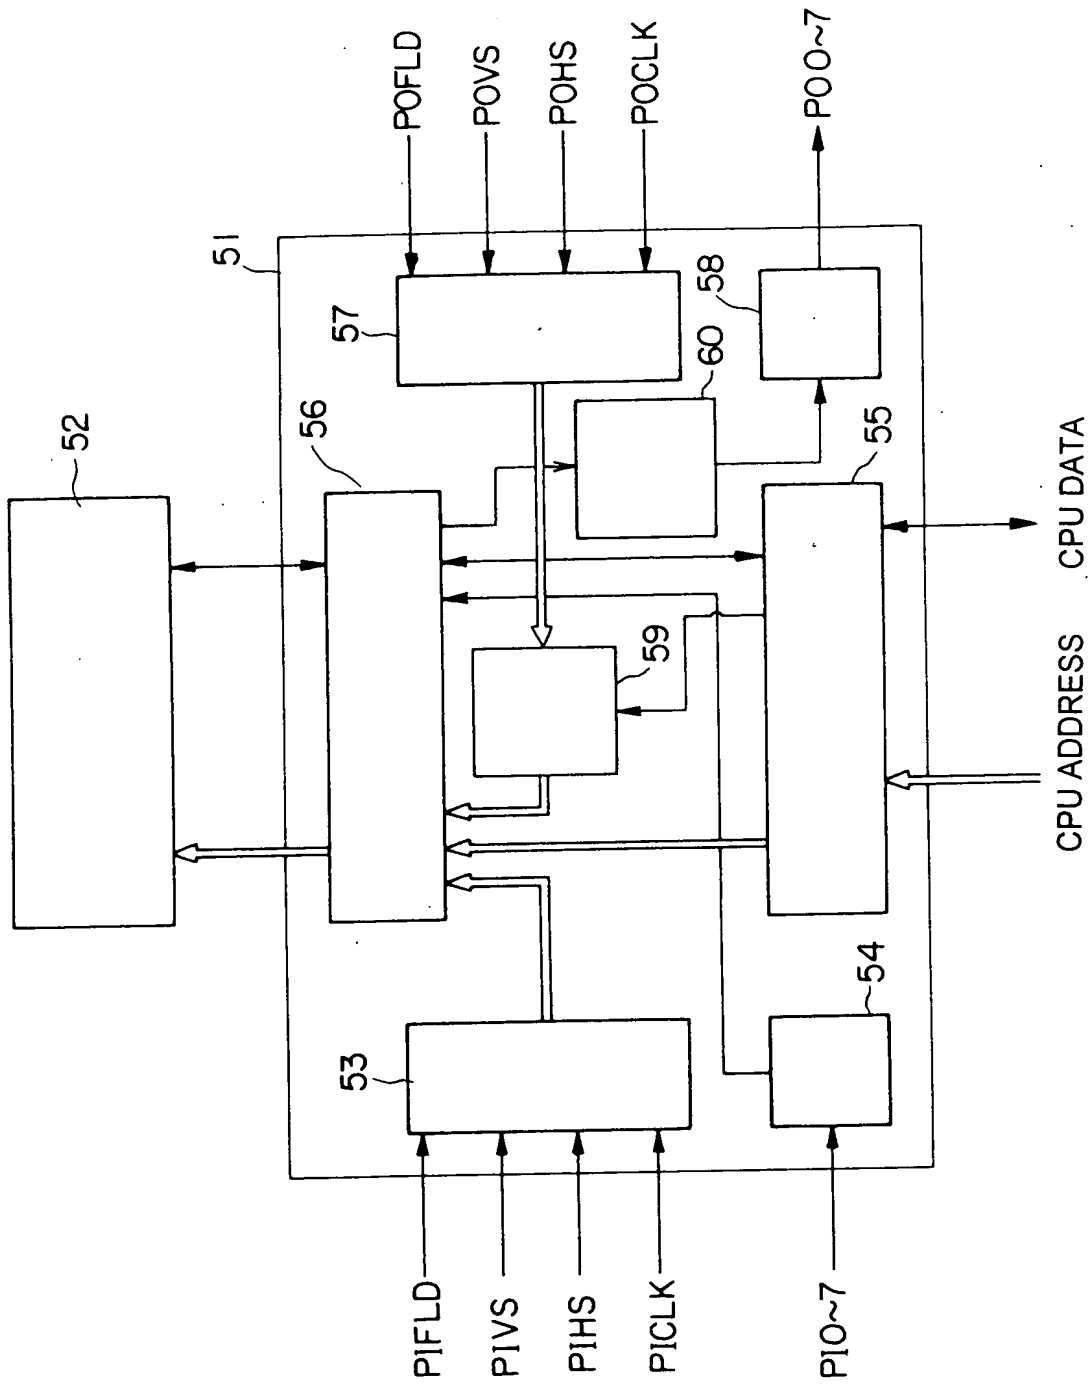 52
51
56
53
57
PIFLD
POFLD
PIVS
POVS
PIHS
POHS
59
PICLK
POCLK
60
58
PI0~7
PO0~7
54
55
CPU ADDRESS
CPU DATA